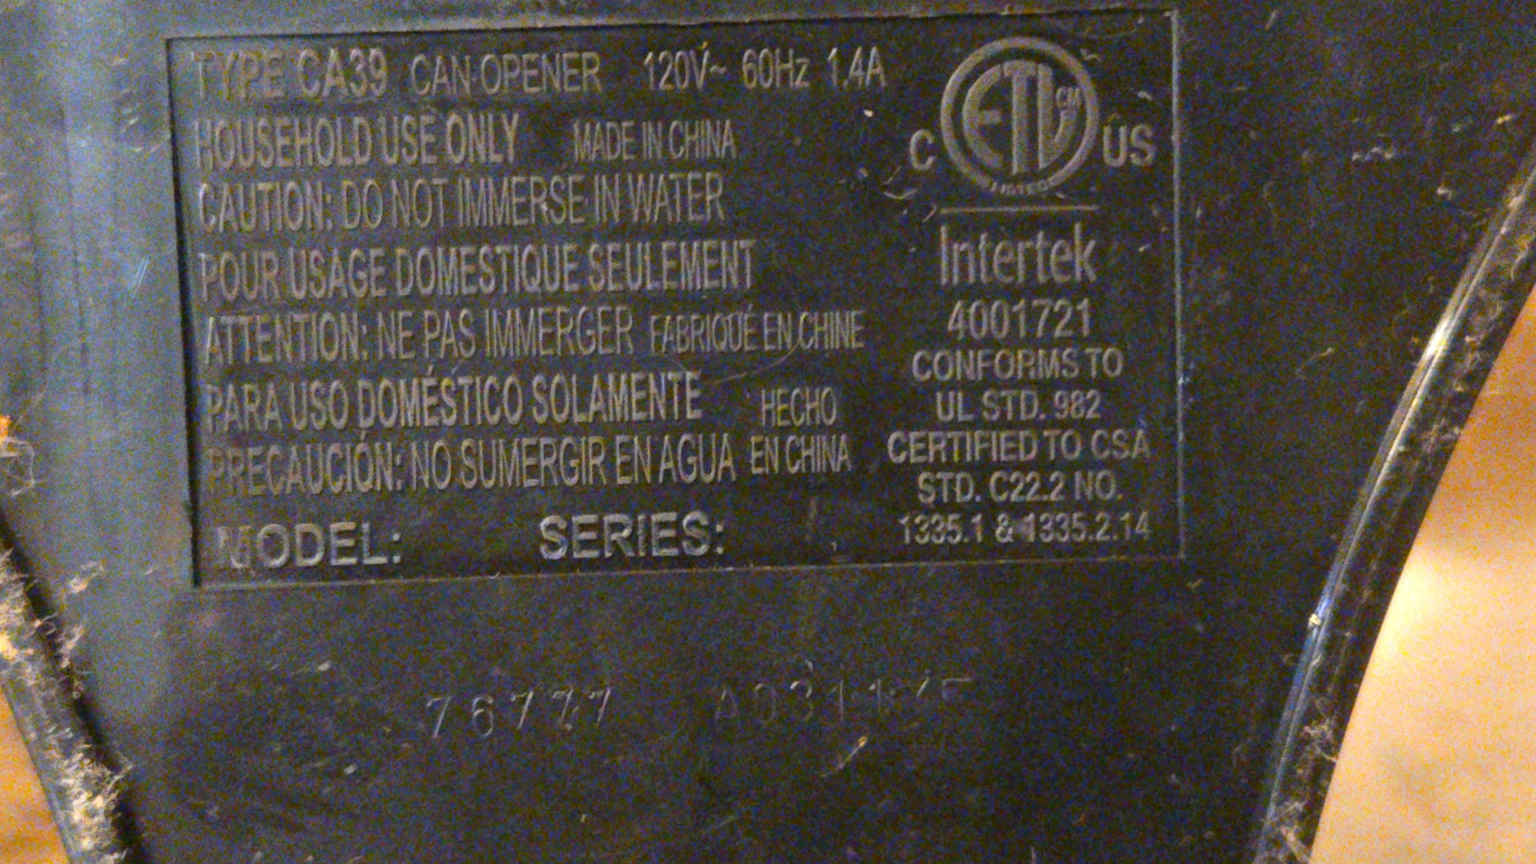 TYPE CA39 CAN OPENER 120V~ 60Hz 1.4A
HOUSEHOLD USE ONLY MADE IN CHINA
CAUTION: DO NOT IMMERSE IN WATER
POUR USAGE DOMESTIQUE SEULEMENT
ATTENTION: NE PAS IMMERGER FABRIQUÉ EN CHINE
PARA USO DOMÉSTICO SOLAMENTE HECHO
PRECAUCIÓN: NO SUMERGIR EN AGUA EN CHINA
MODEL: SERIES:
ETL CM
C US
LISTED
Intertek
4001721
CONFORMS TO
UL STD. 982
CERTIFIED TO CSA
STD. C22.2 NO.
1335.1 & 1335.2.14
76777